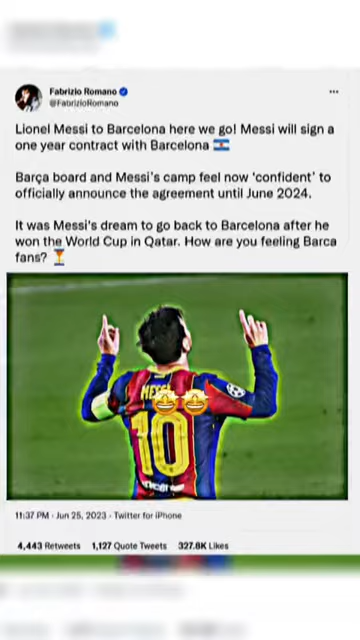 Fabrizio Romano
@FabrizioRomano
Lionel Messi to Barcelona here we go! Messi will sign a
one year contract with Barcelona 🇦🇷
Barça board and Messi's camp feel now 'confident' to
officially announce the agreement until June 2024.
It was Messi's dream to go back to Barcelona after he
won the World Cup in Qatar. How are you feeling Barca
fans? ⏳
MESSI
10
unicef
11:37 PM · Jun 25, 2023 · Twitter for iPhone
4,443 Retweets 1,127 Quote Tweets 327.8K Likes